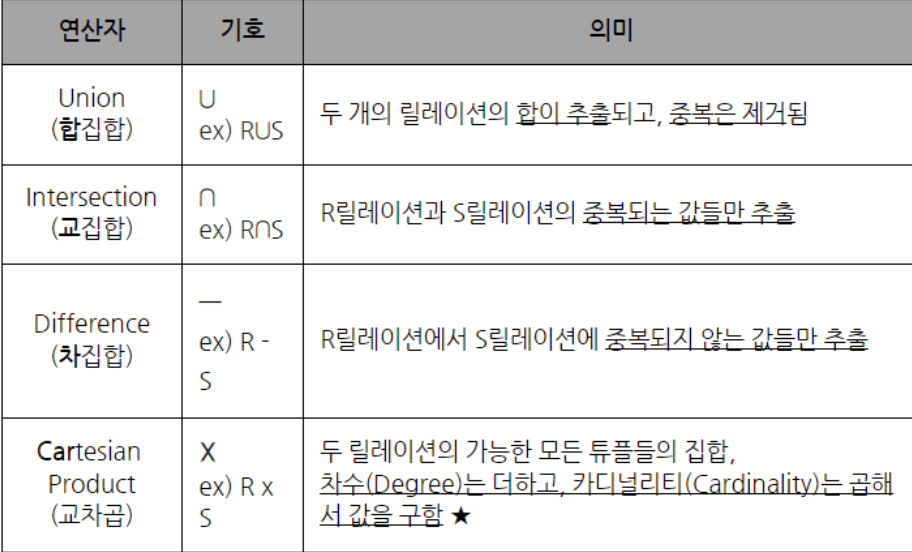 연산자 기호 의미
Union
(합집합)
∪
ex) R∪S
두 개의 릴레이션의 합이 추출되고, 중복은 제거됨
Intersection
(교집합)
∩
ex) R∩S
R릴레이션과 S릴레이션의 중복되는 값들만 추출
Difference
(차집합)
—
ex) R -
S
R릴레이션에서 S릴레이션에 중복되지 않는 값들만 추출
Cartesian
Product
(교차곱)
X
ex) R x
S
두 릴레이션의 가능한 모든 튜플들의 집합,
차수(Degree)는 더하고, 카디널리티(Cardinality)는 곱해
서 값을 구함 ★